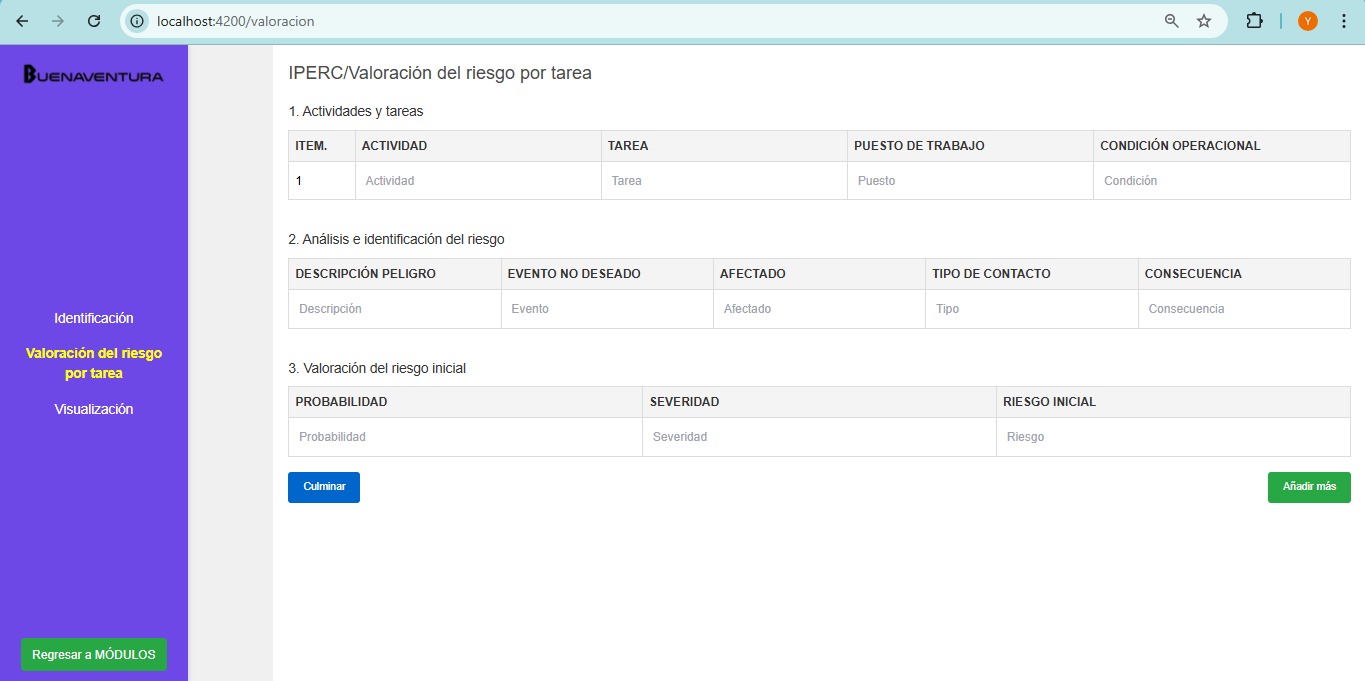 localhost:4200/valoracion
Y
BUENAVENTURA
Identificación
Valoración del riesgo
por tarea
Visualización
Regresar a MÓDULOS
IPERC/Valoración del riesgo por tarea
1. Actividades y tareas
ITEM. ACTIVIDAD TAREA PUESTO DE TRABAJO CONDICIÓN OPERACIONAL
1 Actividad Tarea Puesto Condición
2. Análisis e identificación del riesgo
DESCRIPCIÓN PELIGRO EVENTO NO DESEADO AFECTADO TIPO DE CONTACTO CONSECUENCIA
Descripción Evento Afectado Tipo Consecuencia
3. Valoración del riesgo inicial
PROBABILIDAD SEVERIDAD RIESGO INICIAL
Probabilidad Severidad Riesgo
Culminar Añadir más